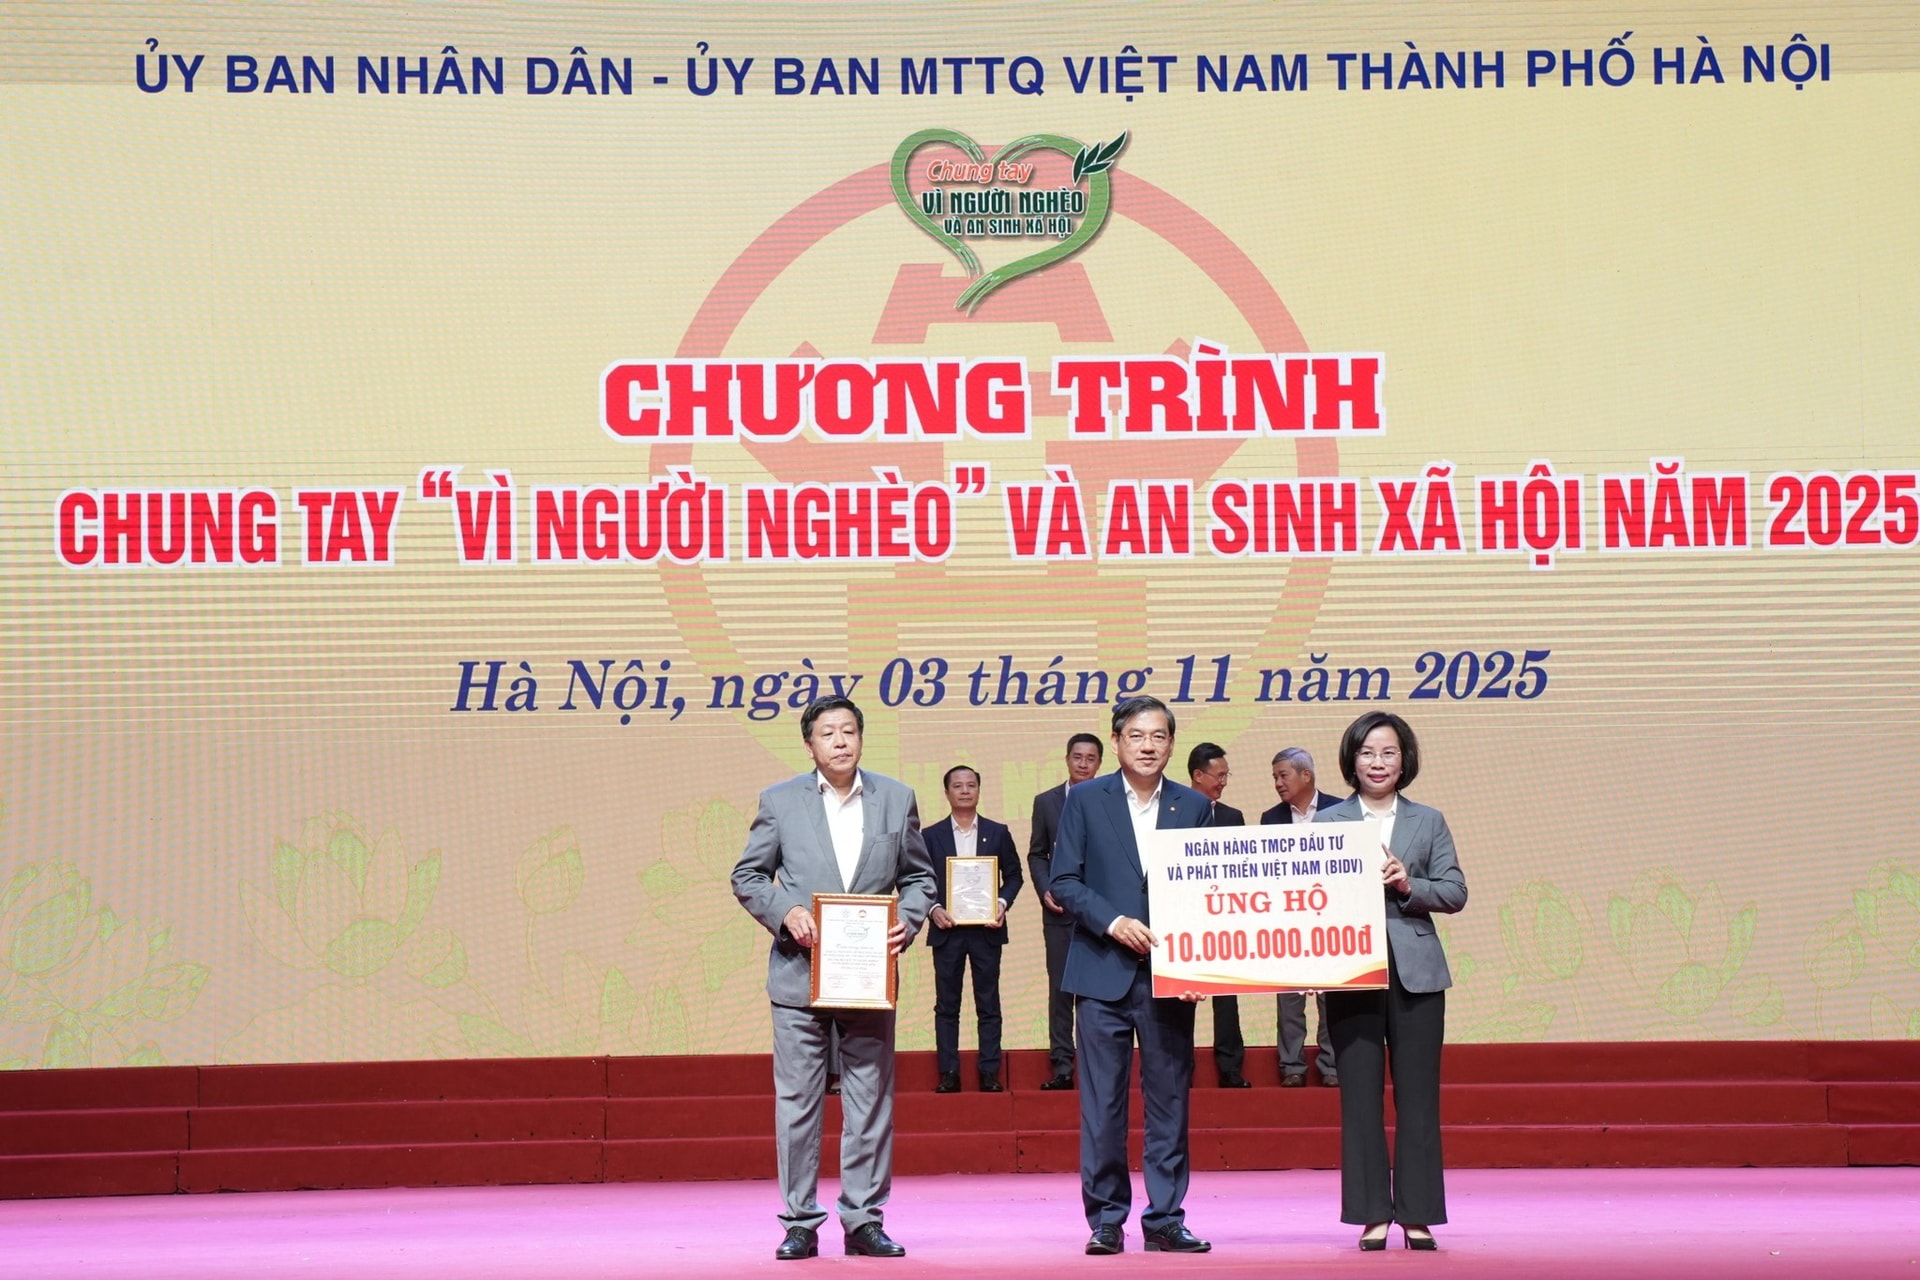 ỦY BAN NHÂN DÂN - ỦY BAN MTTQ VIỆT NAM THÀNH PHỐ HÀ NỘI
Chung tay
VÌ NGƯỜI NGHÈO
VÀ AN SINH XÃ HỘI
CHƯƠNG TRÌNH
CHUNG TAY “VÌ NGƯỜI NGHÈO” VÀ AN SINH XÃ HỘI NĂM 2025
Hà Nội, ngày 03 tháng 11 năm 2025
NGÂN HÀNG TMCP ĐẦU TƯ
VÀ PHÁT TRIỂN VIỆT NAM (BIDV)
ỦNG HỘ
10.000.000.000đ